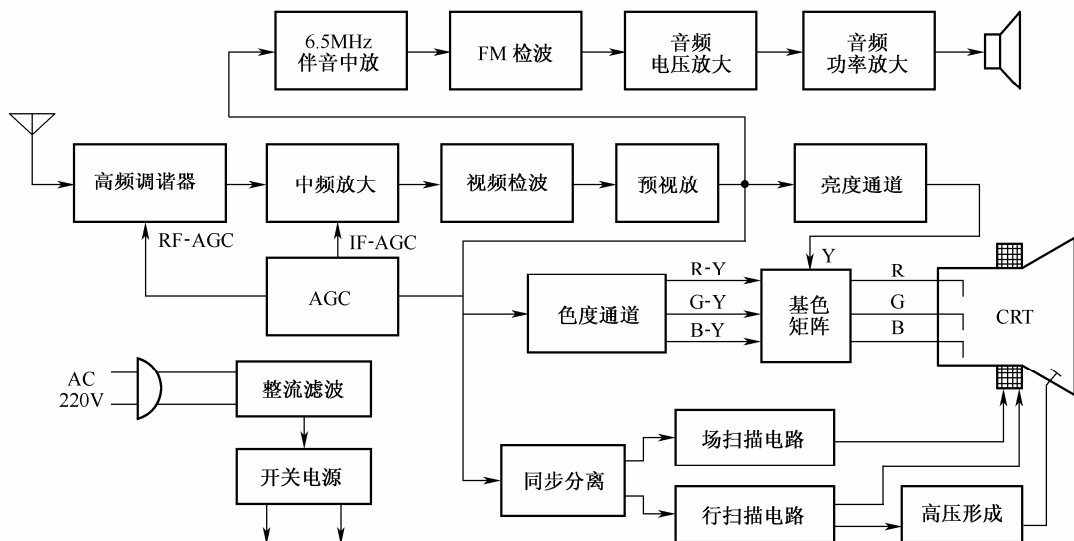 6.5MHz
伴音中放
FM 检波
音频
电压放大
音频
功率放大
高频调谐器
中频放大
视频检波
预视放
亮度通道
RF-AGC
IF-AGC
AGC
色度通道
R-Y
G-Y
B-Y
Y
基色
矩阵
R
G
B
CRT
AC
220V
整流滤波
开关电源
同步分离
场扫描电路
行扫描电路
高压形成